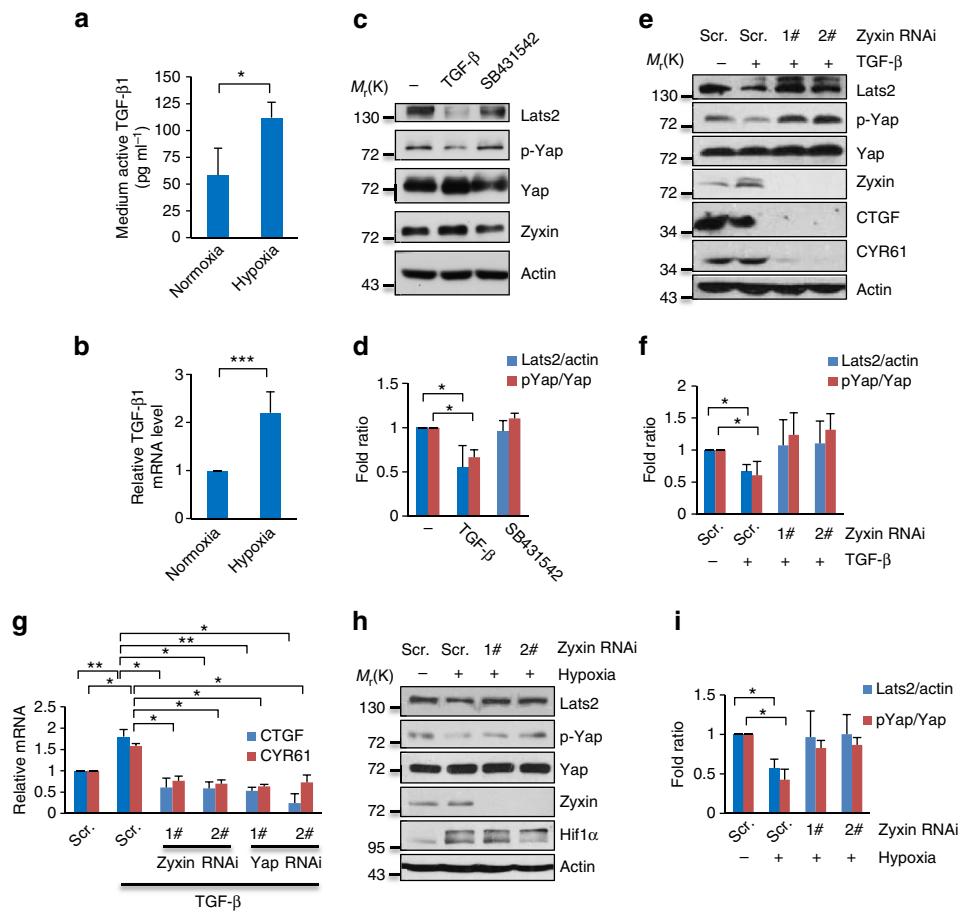 a
Medium active TGF-β1
(pg ml⁻¹)
150
125
100
75
50
25
0
*
Normoxia
Hypoxia
b
Relative TGF-β1
mRNA level
3
2
1
0
***
Normoxia
Hypoxia
c
– TGF-β SB431542
Mr(K)
130
72
72
72
43
Lats2
p-Yap
Yap
Zyxin
Actin
d
Lats2/actin
pYap/Yap
Fold ratio
1.5
1
0.5
0
*
*
– TGF-β SB431542
e
Scr. Scr. 1# 2# Zyxin RNAi
– + + + TGF-β
Mr(K)
130
72
72
72
34
34
43
Lats2
p-Yap
Yap
Zyxin
CTGF
CYR61
Actin
f
Lats2/actin
pYap/Yap
Fold ratio
2
1.5
1
0.5
0
*
*
Scr. Scr. 1# 2# Zyxin RNAi
– + + + TGF-β
g
*
**
*
** *
*
*
*
*
*
Relative mRNA
2.5
2
1.5
1
0.5
0
CTGF
CYR61
Scr. Scr. 1# 2# 1# 2#
Zyxin RNAi Yap RNAi
TGF-β
h
Scr. Scr. 1# 2# Zyxin RNAi
– + + + Hypoxia
Mr(K)
130
72
72
72
95
43
Lats2
p-Yap
Yap
Zyxin
Hif1α
Actin
i
Lats2/actin
pYap/Yap
Fold ratio
1.5
1
0.5
0
*
*
Scr. Scr. 1# 2# Zyxin RNAi
– + + + Hypoxia